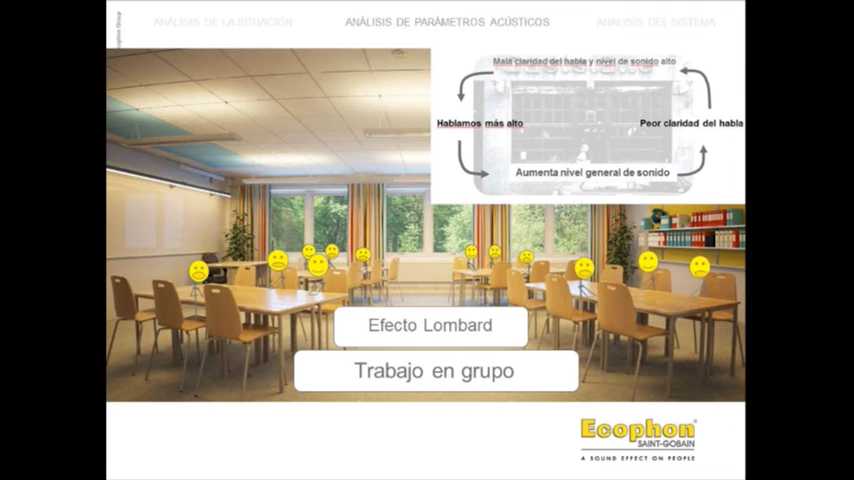 ANÁLISIS DE LA SITUACIÓN
ANÁLISIS DE PARÁMETROS ACÚSTICOS
ANÁLISIS DEL SISTEMA
Mala claridad del habla y nivel de sonido alto
Hablamos más alto
Peor claridad del habla
Aumenta nivel general de sonido
Efecto Lombard
Trabajo en grupo
Ecophon®
SAINT-GOBAIN
A SOUND EFFECT ON PEOPLE